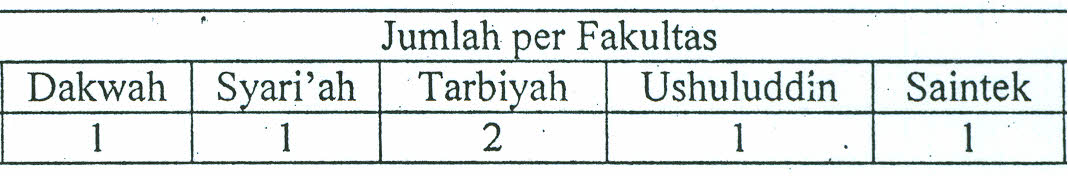 Jumlah per Fakultas
Dakwah Syari'ah Tarbiyah Ushuluddin Saintek
1 1 2 1 1